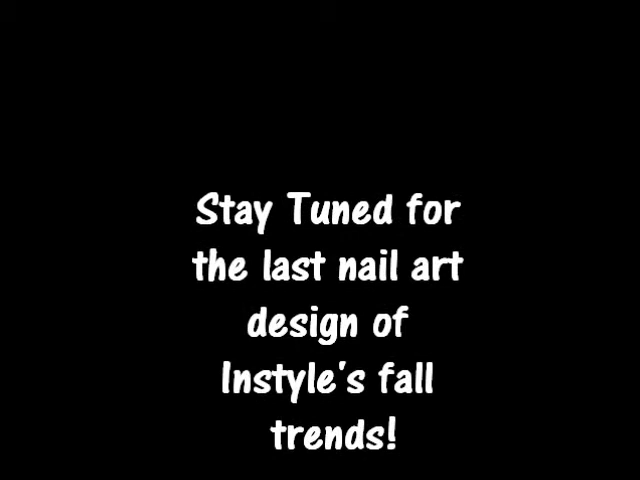 Stay Tuned for
the last nail art
design of
Instyle's fall
trends!